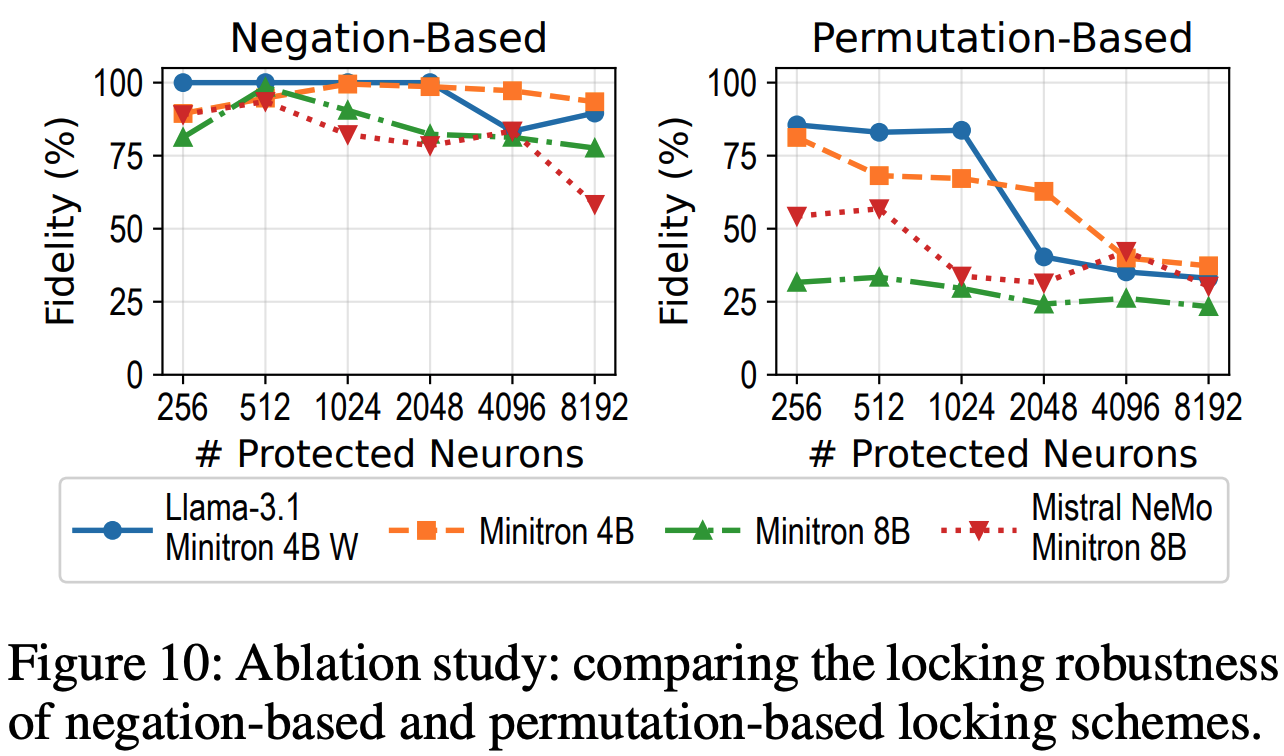 Negation-Based
Fidelity (%)
100
75
50
25
0
256 512 1024 2048 4096 8192
# Protected Neurons
Permutation-Based
Fidelity (%)
100
75
50
25
0
256 512 1024 2048 4096 8192
# Protected Neurons
Llama-3.1
Minitron 4B W
Minitron 4B
Minitron 8B
Mistral NeMo
Minitron 8B
Figure 10: Ablation study: comparing the locking robustness
of negation-based and permutation-based locking schemes.